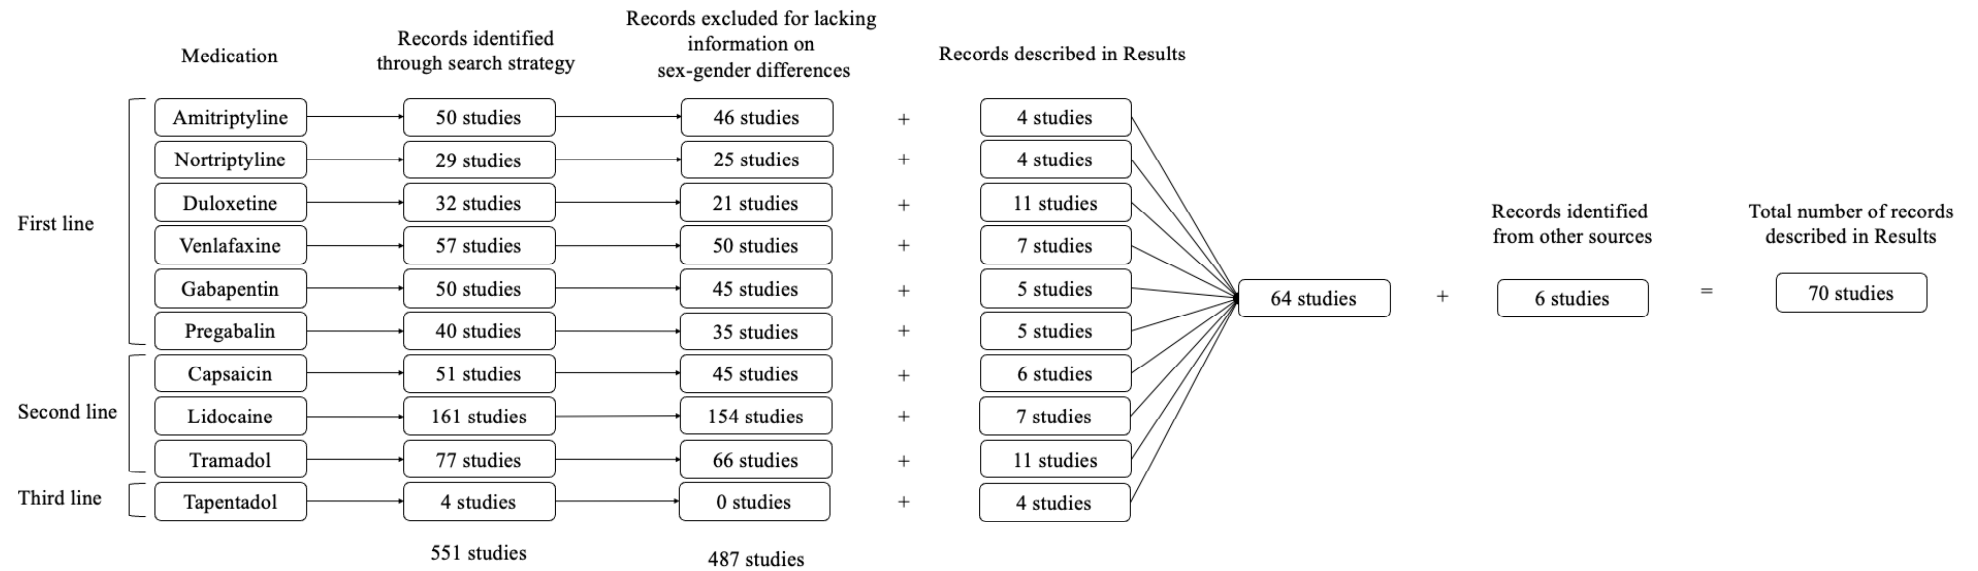 Medication
Records identified
through search strategy
Records excluded for lacking
information on
sex-gender differences
Records described in Results
First line
Amitriptyline
50 studies
46 studies
+
4 studies
Nortriptyline
29 studies
25 studies
+
4 studies
Duloxetine
32 studies
21 studies
+
11 studies
Venlafaxine
57 studies
50 studies
+
7 studies
Gabapentin
50 studies
45 studies
+
5 studies
Pregabalin
40 studies
35 studies
+
5 studies
Second line
Capsaicin
51 studies
45 studies
+
6 studies
Lidocaine
161 studies
154 studies
+
7 studies
Tramadol
77 studies
66 studies
+
11 studies
Third line
Tapentadol
4 studies
0 studies
+
4 studies
551 studies
487 studies
64 studies
+
Records identified
from other sources
6 studies
=
Total number of records
described in Results
70 studies